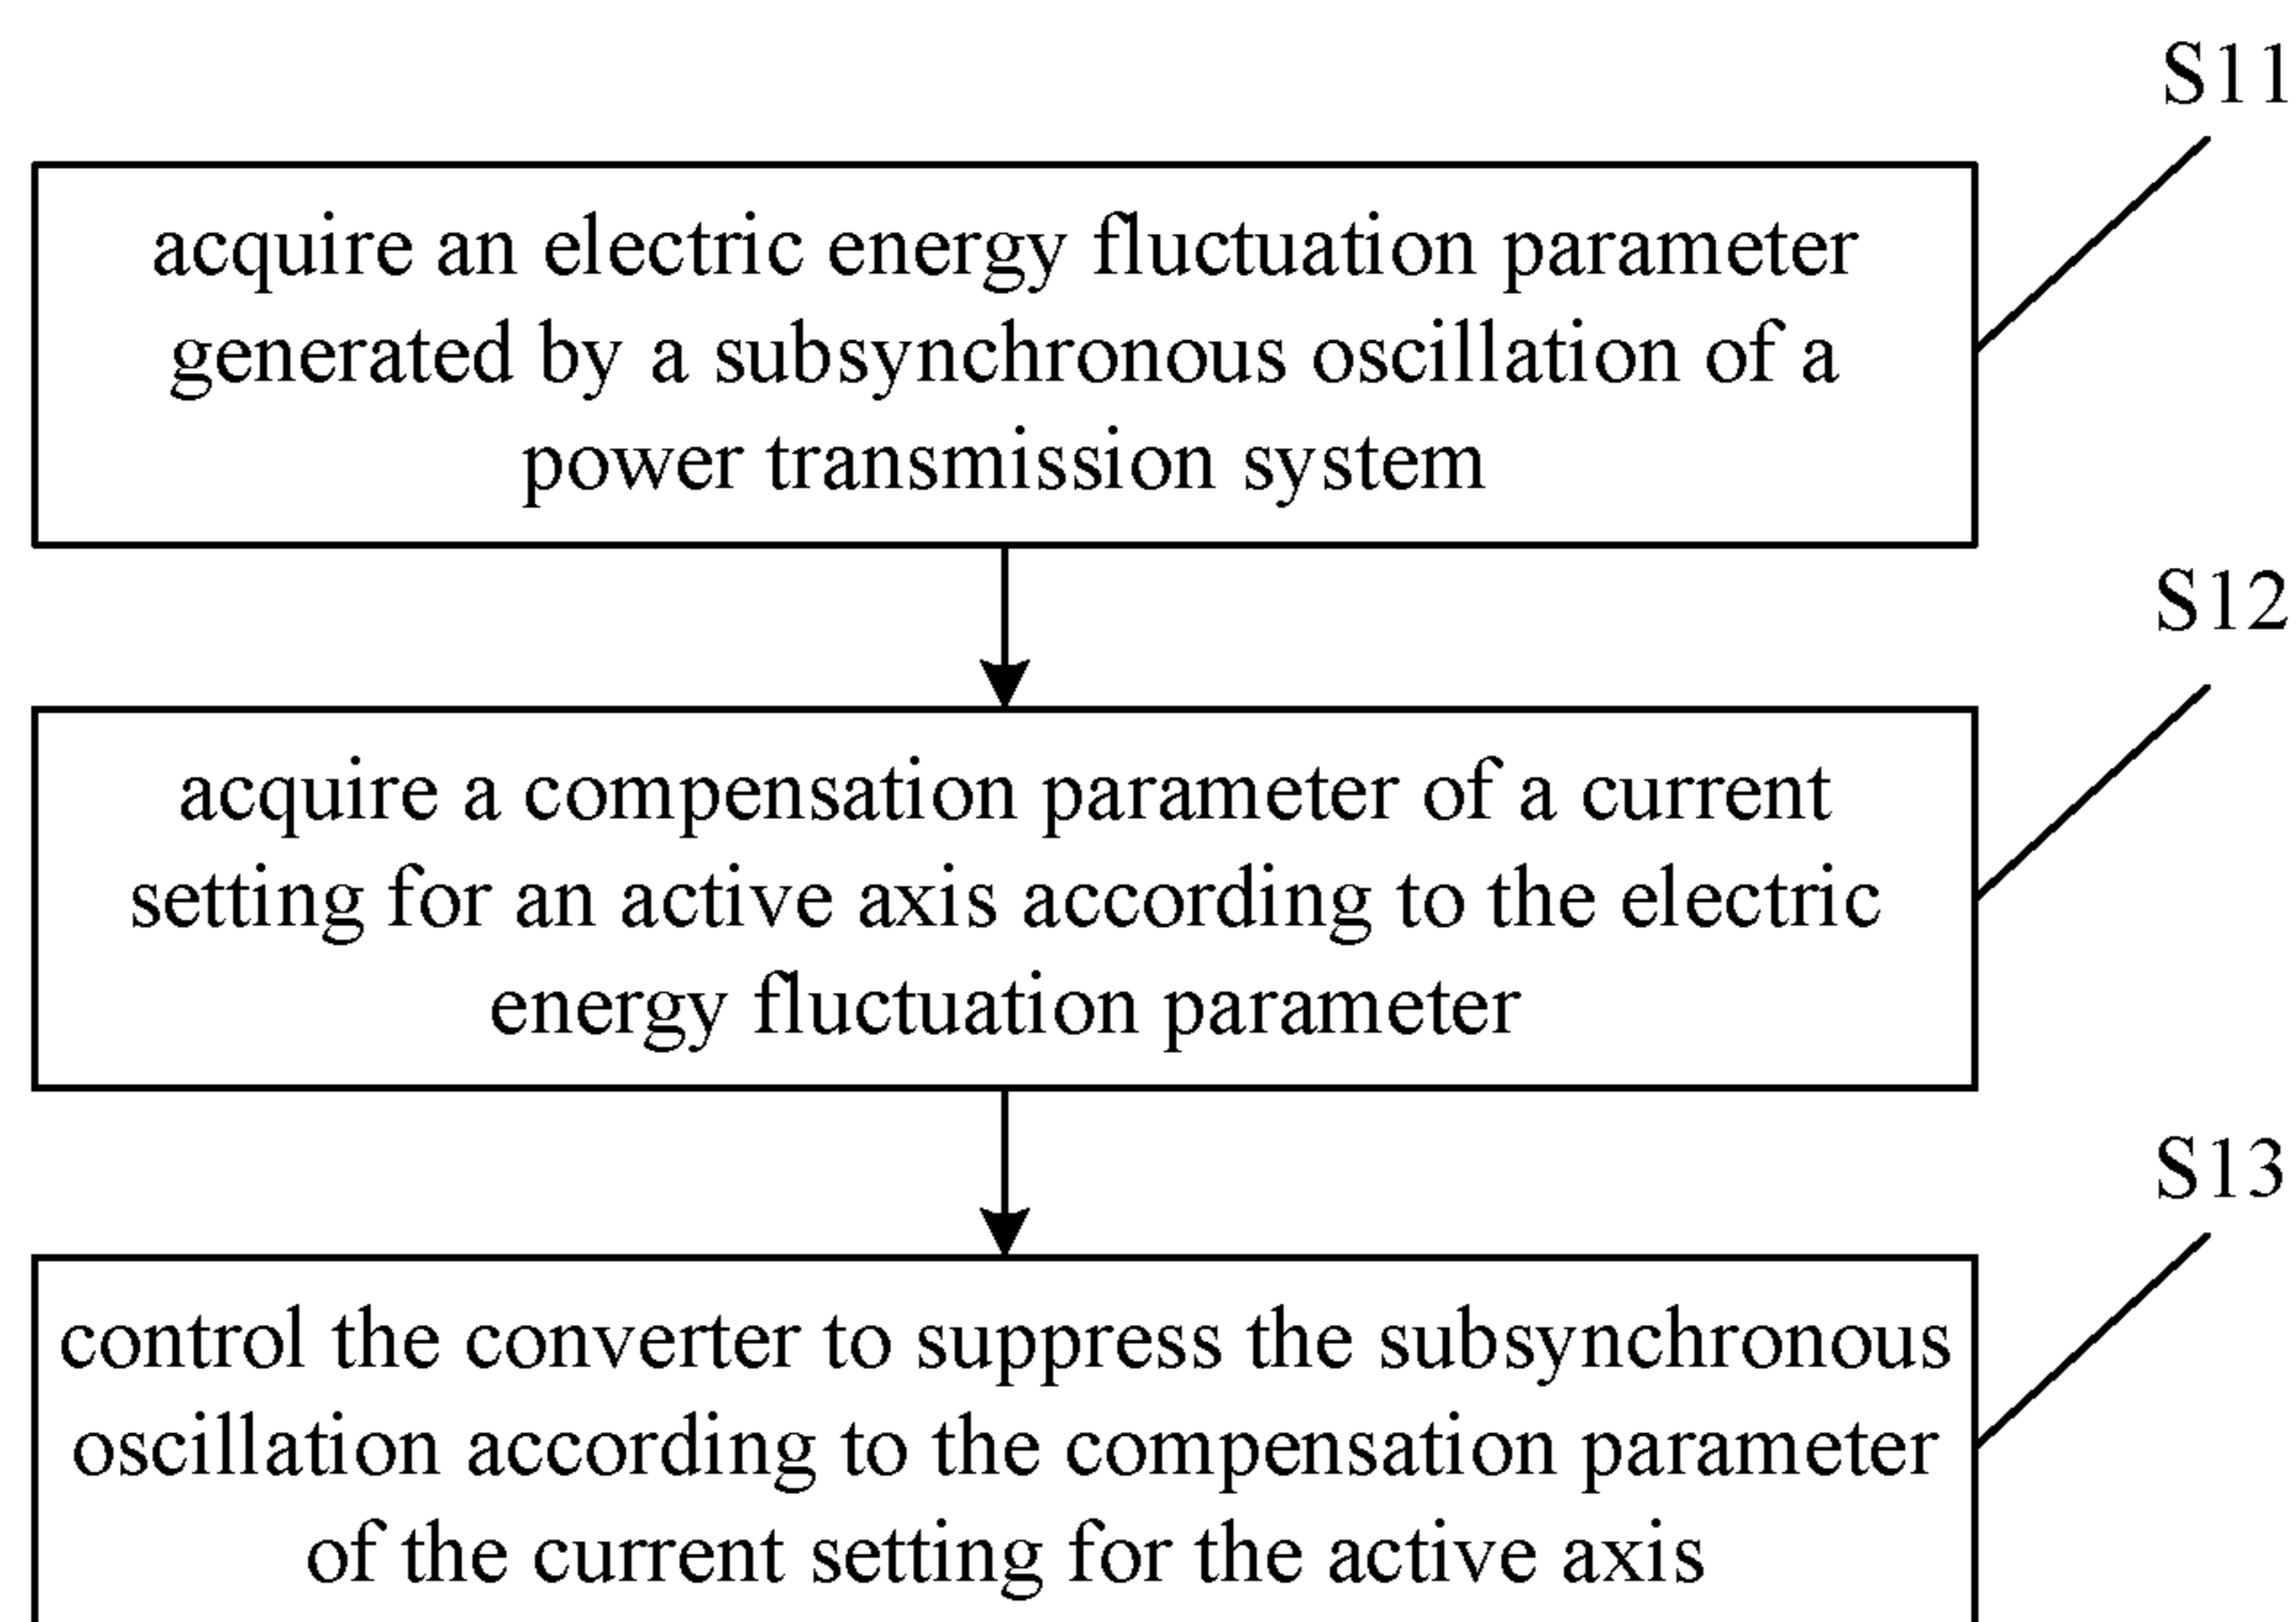 S11
acquire an electric energy fluctuation parameter
generated by a subsynchronous oscillation of a
power transmission system
S12
acquire a compensation parameter of a current
setting for an active axis according to the electric
energy fluctuation parameter
S13
control the converter to suppress the subsynchronous
oscillation according to the compensation parameter
of the current setting for the active axis